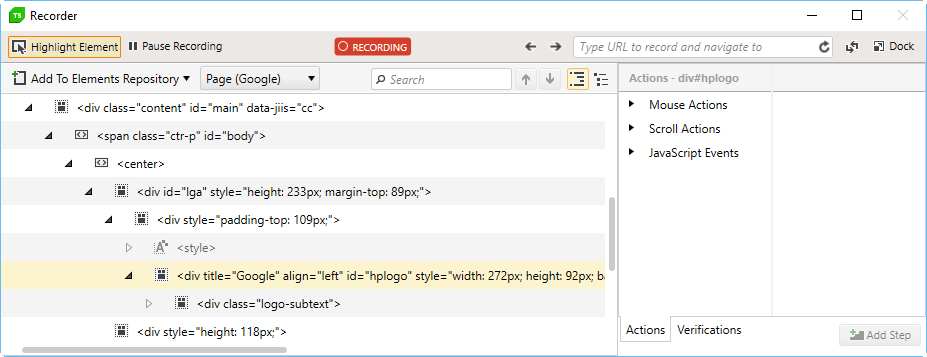 TS Recorder
Highlight Element Pause Recording RECORDING Type URL to record and navigate to Dock
Add To Elements Repository Page (Google) Search
Actions - div#hplogo
<div class="content" id="main" data-jiis="cc">
<span class="ctr-p" id="body">
<center>
<div id="lga" style="height: 233px; margin-top: 89px;">
<div style="padding-top: 109px;">
<style>
<div title="Google" align="left" id="hplogo" style="width: 272px; height: 92px; ba
<div class="logo-subtext">
<div style="height: 118px;">
Mouse Actions
Scroll Actions
JavaScript Events
Actions Verifications
Add Step